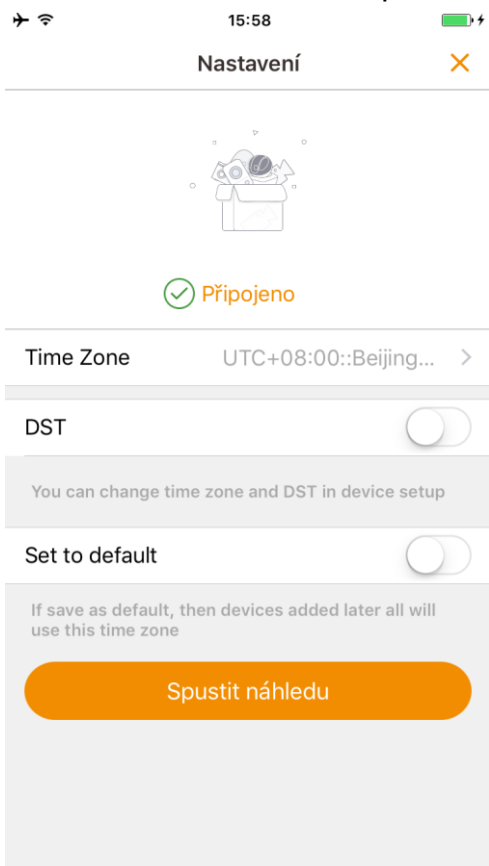 15:58
Nastavení
Připojeno
Time Zone UTC+08:00::Beijing...
DST
You can change time zone and DST in device setup
Set to default
If save as default, then devices added later all will
use this time zone
Spustit náhledu